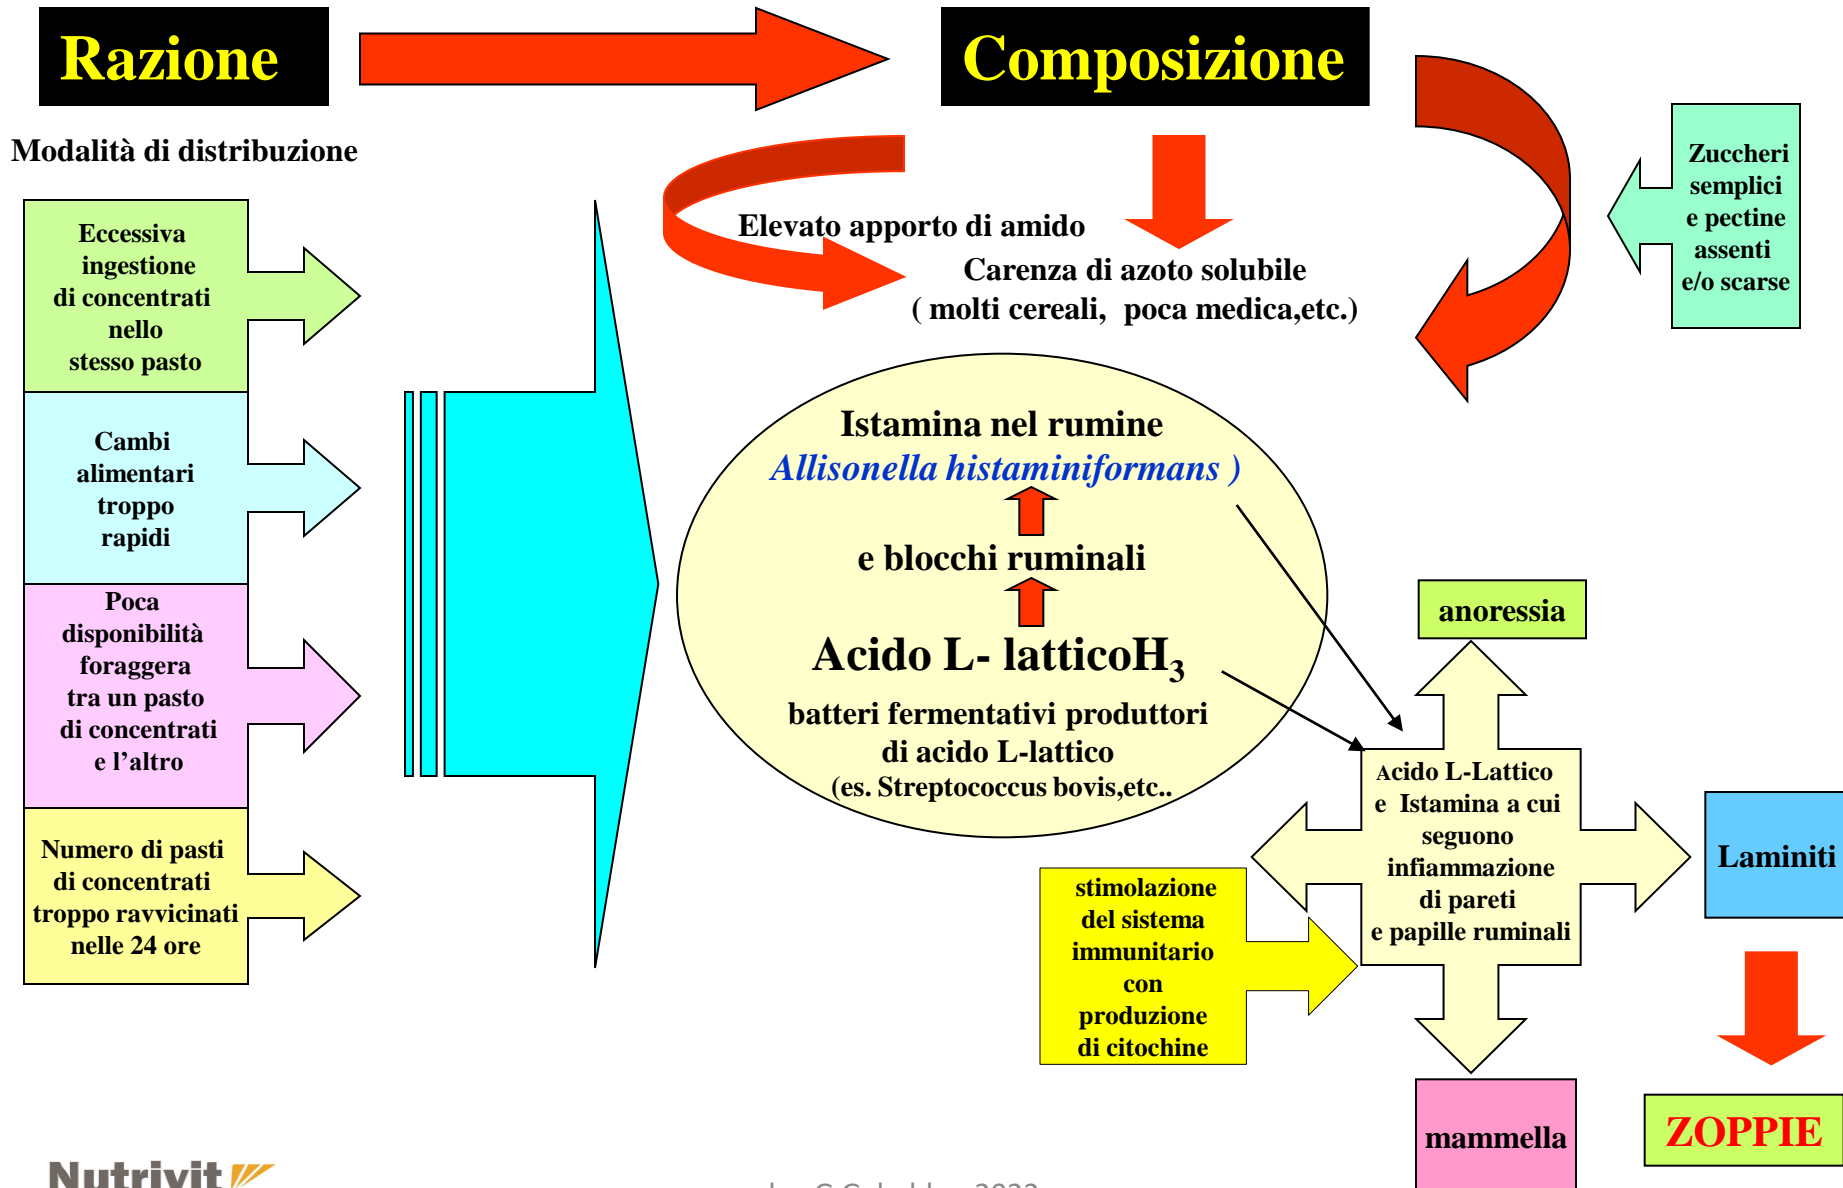 Razione
Composizione
Modalità di distribuzione
Eccessiva
ingestione
di concentrati
nello
stesso pasto
Cambi
alimentari
troppo
rapidi
Poca
disponibilità
foraggera
tra un pasto
di concentrati
e l'altro
Numero di pasti
di concentrati
troppo ravvicinati
nelle 24 ore
Elevato apporto di amido
Carenza di azoto solubile
( molti cereali, poca medica,etc.)
Zuccheri
semplici
e pectine
assenti
e/o scarse
Istamina nel rumine
Allisonella histaminiformans )
e blocchi ruminali
Acido L- latticoH₃
batteri fermentativi produttori
di acido L-lattico
(es. Streptococcus bovis,etc..
anoressia
Acido L-Lattico
e Istamina a cui
seguono
infiammazione
di pareti
e papille ruminali
Laminiti
stimolazione
del sistema
immunitario
con
produzione
di citochine
mammella
ZOPPIE
Nutrivit
2022